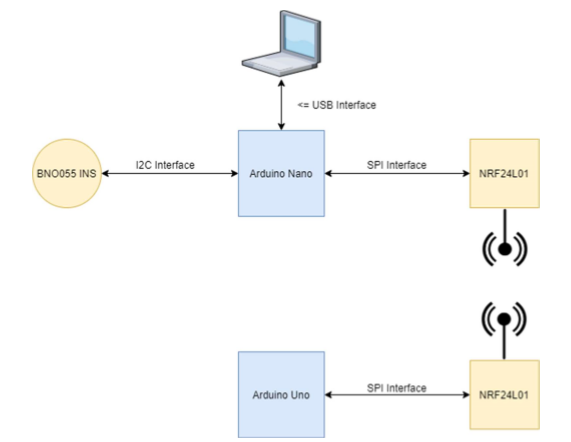 <= USB Interface
BNO055 INS
I2C Interface
Arduino Nano
SPI Interface
NRF24L01
Arduino Uno
SPI Interface
NRF24L01